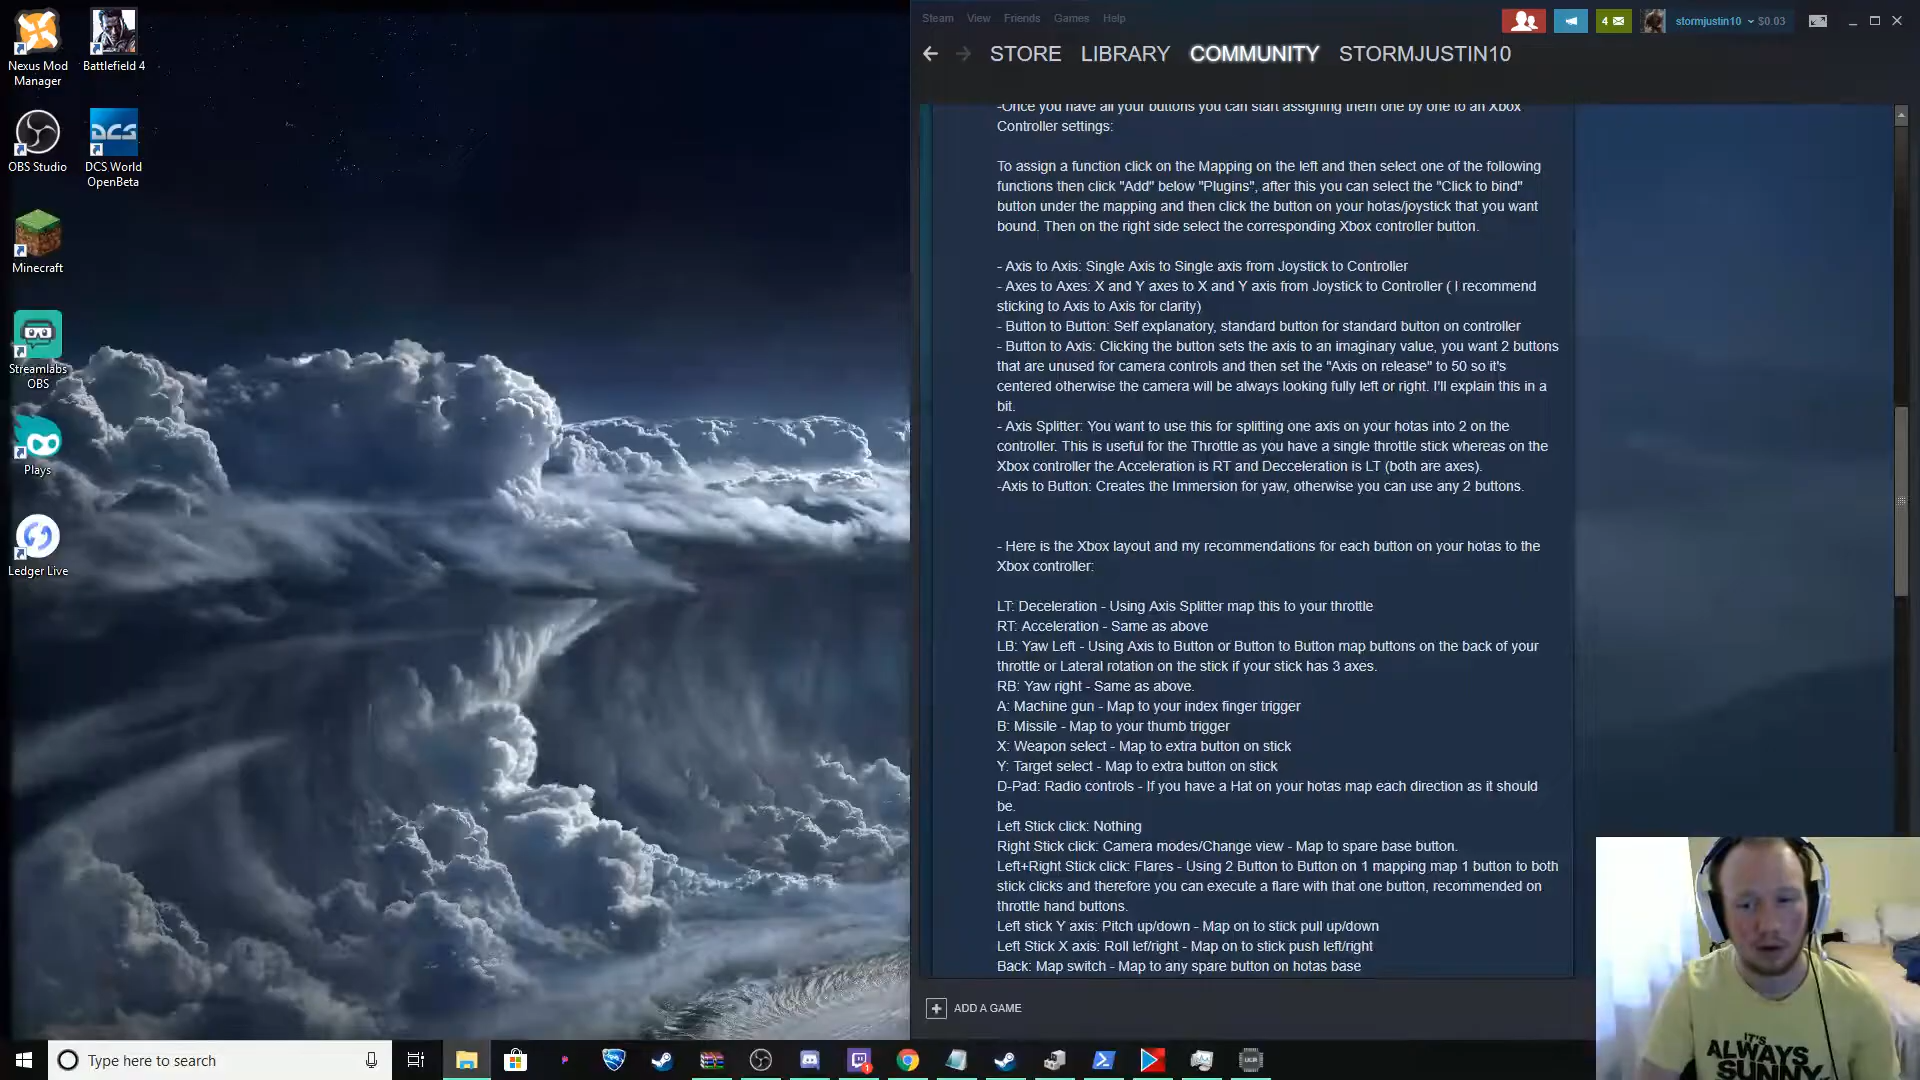 Steam View Friends Games Help
4
stormjustin10
$0.03
STORE LIBRARY COMMUNITY STORMJUSTIN10
Nexus Mod
Manager
Battlefield 4
OBS Studio
DCS
DCS World
OpenBeta
Minecraft
Streamlabs
OBS
Plays
Ledger Live
-Once you have all your buttons you can start assigning them one by one to an Xbox
Controller settings:
To assign a function click on the Mapping on the left and then select one of the following
functions then click "Add" below "Plugins", after this you can select the "Click to bind"
button under the mapping and then click the button on your hotas/joystick that you want
bound. Then on the right side select the corresponding Xbox controller button.
- Axis to Axis: Single Axis to Single axis from Joystick to Controller
- Axes to Axes: X and Y axes to X and Y axis from Joystick to Controller ( I recommend
sticking to Axis to Axis for clarity)
- Button to Button: Self explanatory, standard button for standard button on controller
- Button to Axis: Clicking the button sets the axis to an imaginary value, you want 2 buttons
that are unused for camera controls and then set the "Axis on release" to 50 so it's
centered otherwise the camera will be always looking fully left or right. I'll explain this in a
bit.
- Axis Splitter: You want to use this for splitting one axis on your hotas into 2 on the
controller. This is useful for the Throttle as you have a single throttle stick whereas on the
Xbox controller the Acceleration is RT and Decceleration is LT (both are axes).
-Axis to Button: Creates the Immersion for yaw, otherwise you can use any 2 buttons.
- Here is the Xbox layout and my recommendations for each button on your hotas to the
Xbox controller:
LT: Deceleration - Using Axis Splitter map this to your throttle
RT: Acceleration - Same as above
LB: Yaw Left - Using Axis to Button or Button to Button map buttons on the back of your
throttle or Lateral rotation on the stick if your stick has 3 axes.
RB: Yaw right - Same as above.
A: Machine gun - Map to your index finger trigger
B: Missile - Map to your thumb trigger
X: Weapon select - Map to extra button on stick
Y: Target select - Map to extra button on stick
D-Pad: Radio controls - If you have a Hat on your hotas map each direction as it should
be.
Left Stick click: Nothing
Right Stick click: Camera modes/Change view - Map to spare base button.
Left+Right Stick click: Flares - Using 2 Button to Button on 1 mapping map 1 button to both
stick clicks and therefore you can execute a flare with that one button, recommended on
throttle hand buttons.
Left stick Y axis: Pitch up/down - Map on to stick pull up/down
Left Stick X axis: Roll lef/right - Map on to stick push left/right
Back: Map switch - Map to any spare button on hotas base
ADD A GAME
IT'S
ALWAYS
SUNNY
Type here to search
1
UCR